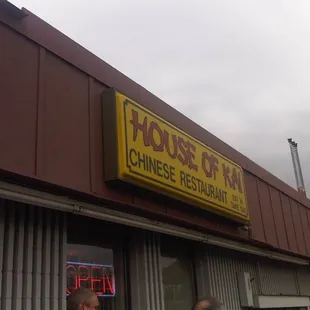 HOUSE OF KAI
CHINESE RESTAURANT
OPEN